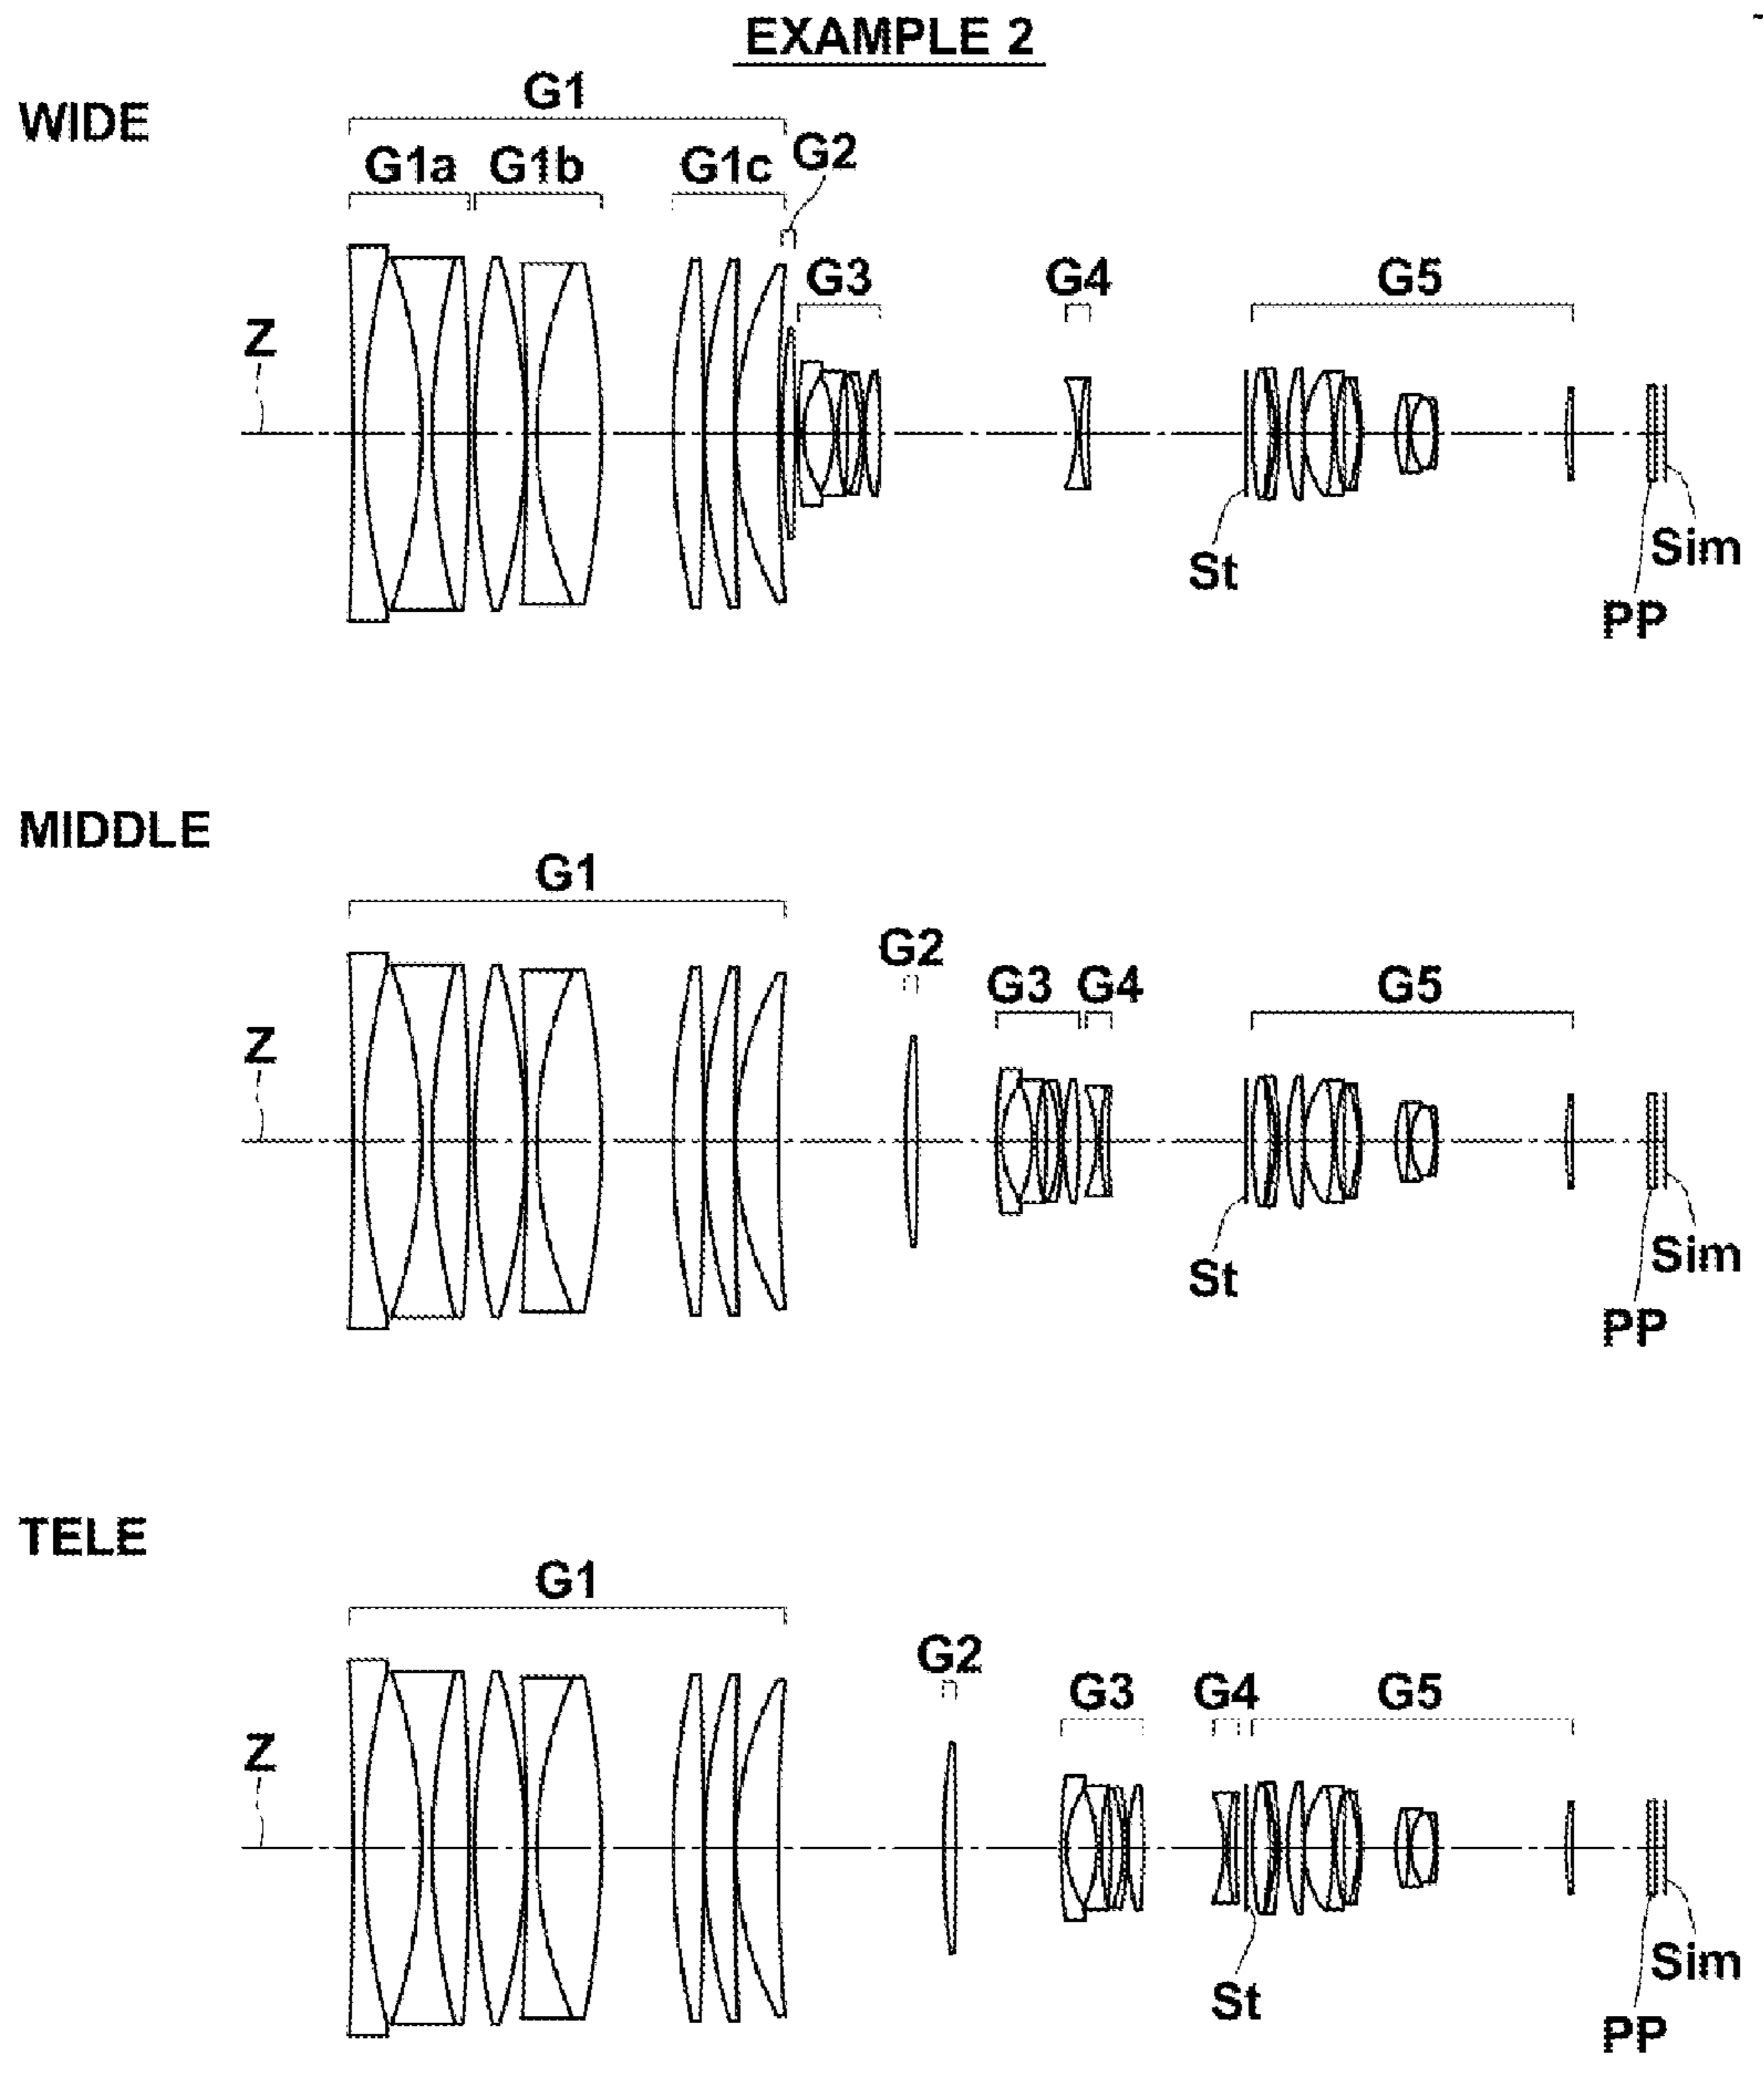 EXAMPLE 2
WIDE
G1
G1a G1b G1c G2
G3 G4 G5
Z
St
Sim
PP
MIDDLE
G1
G2
G3 G4 G5
Z
St
Sim
PP
TELE
G1
G2
G3 G4 G5
Z
St
Sim
PP